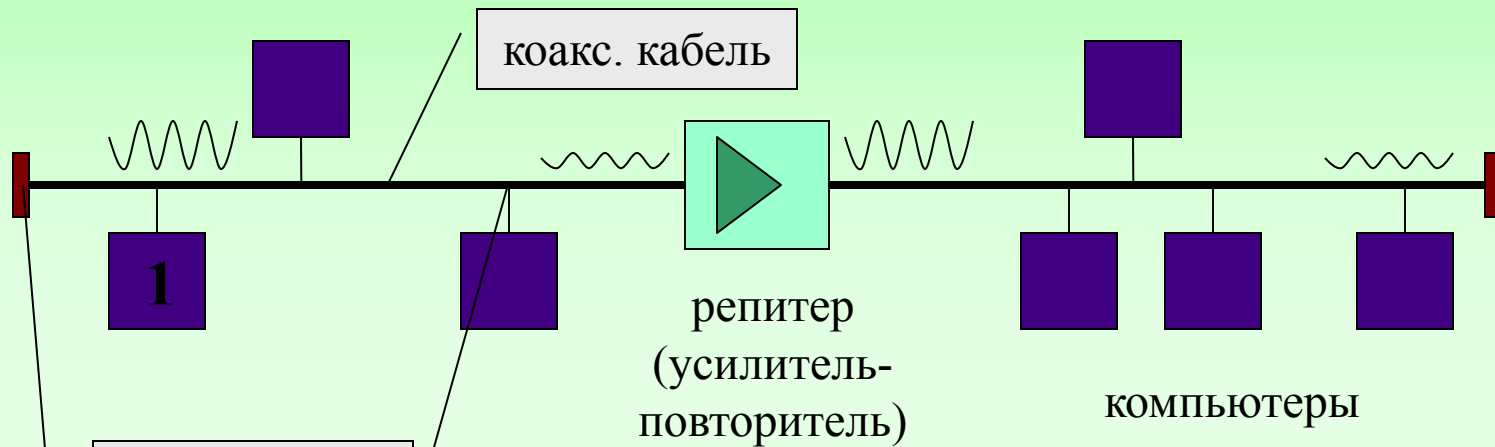 коакс. кабель
1
репитер
(усилитель-
повторитель)
компьютеры